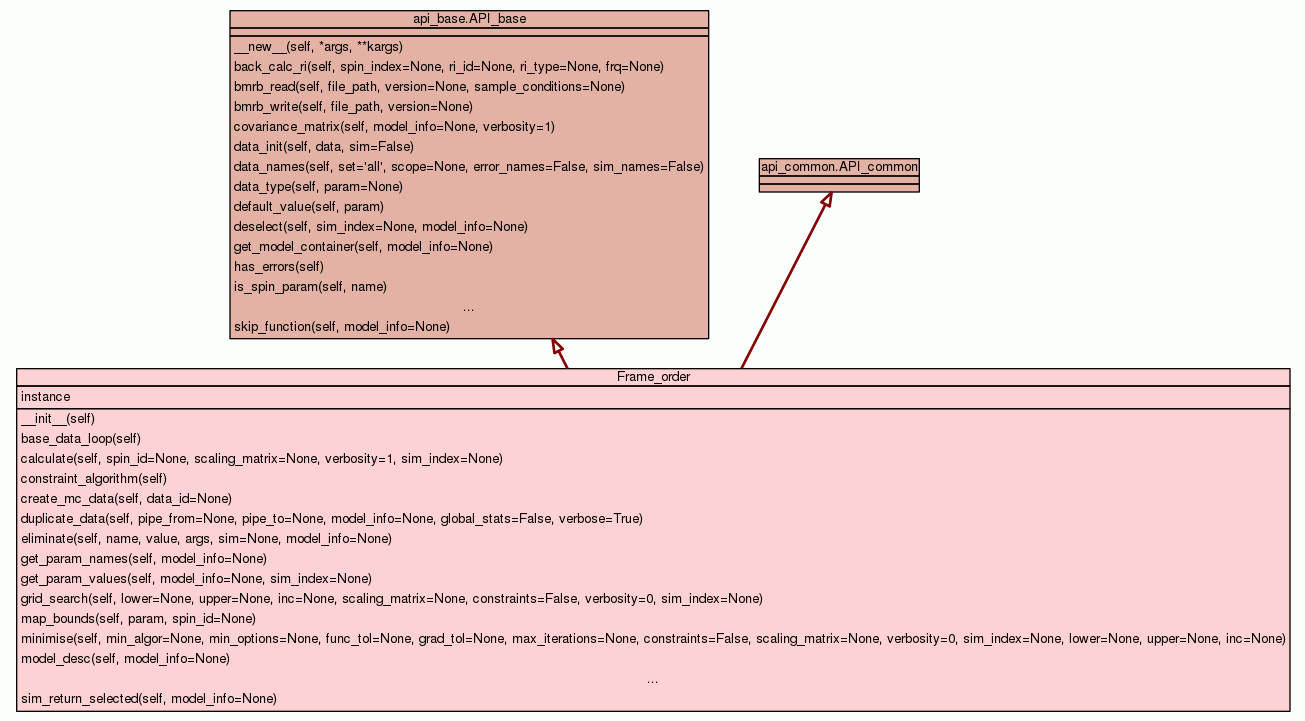 api_base.API_base
__new__(self, *args, **kargs)
back_calc_ri(self, spin_index=None, ri_id=None, ri_type=None, frq=None)
bmrb_read(self, file_path, version=None, sample_conditions=None)
bmrb_write(self, file_path, version=None)
covariance_matrix(self, model_info=None, verbosity=1)
data_init(self, data, sim=False)
data_names(self, set='all', scope=None, error_names=False, sim_names=False)
data_type(self, param=None)
default_value(self, param)
deselect(self, sim_index=None, model_info=None)
get_model_container(self, model_info=None)
has_errors(self)
is_spin_param(self, name)
...
skip_function(self, model_info=None)
api_common.API_common
Frame_order
instance
__init__(self)
base_data_loop(self)
calculate(self, spin_id=None, scaling_matrix=None, verbosity=1, sim_index=None)
constraint_algorithm(self)
create_mc_data(self, data_id=None)
duplicate_data(self, pipe_from=None, pipe_to=None, model_info=None, global_stats=False, verbose=True)
eliminate(self, name, value, args, sim=None, model_info=None)
get_param_names(self, model_info=None)
get_param_values(self, model_info=None, sim_index=None)
grid_search(self, lower=None, upper=None, inc=None, scaling_matrix=None, constraints=False, verbosity=0, sim_index=None)
map_bounds(self, param, spin_id=None)
minimise(self, min_algor=None, min_options=None, func_tol=None, grad_tol=None, max_iterations=None, constraints=False, scaling_matrix=None, verbosity=0, sim_index=None, lower=None, upper=None, inc=None)
model_desc(self, model_info=None)
...
sim_return_selected(self, model_info=None)